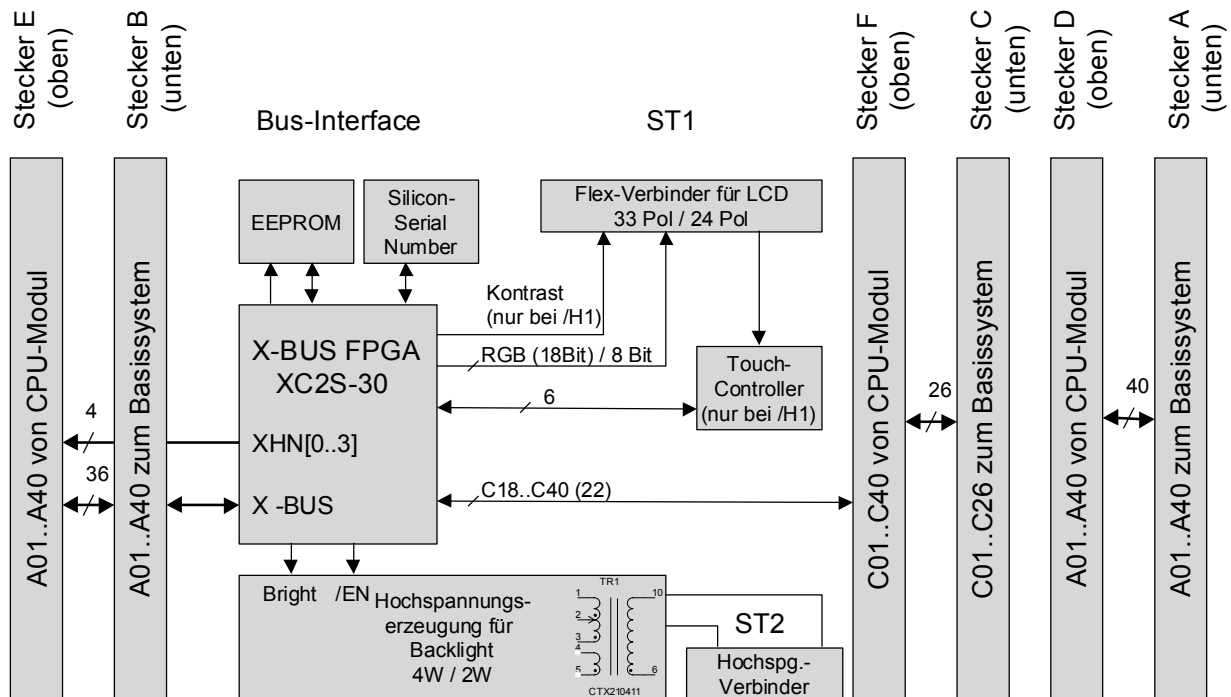 Stecker E
(oben)
Stecker B
(unten)
Bus-Interface
ST1
Stecker F
(oben)
Stecker C
(unten)
Stecker D
(oben)
Stecker A
(unten)
A01..A40 von CPU-Modul
A01..A40 zum Basissystem
EEPROM
Silicon-
Serial
Number
Flex-Verbinder für LCD
33 Pol / 24 Pol
Kontrast
(nur bei /H1)
X-BUS FPGA
XC2S-30
RGB (18Bit) / 8 Bit
Touch-
Controller
(nur bei /H1)
6
4
XHN[0..3]
36
X -BUS
C18..C40 (22)
C01..C40 von CPU-Modul
26
C01..C26 zum Basissystem
A01..A40 von CPU-Modul
40
A01..A40 zum Basissystem
Bright /EN
Hochspannungs-
erzeugung für
Backlight
4W / 2W
TR1
1
2
3
4
5
10
6
CTX210411
ST2
Hochspg.-
Verbinder